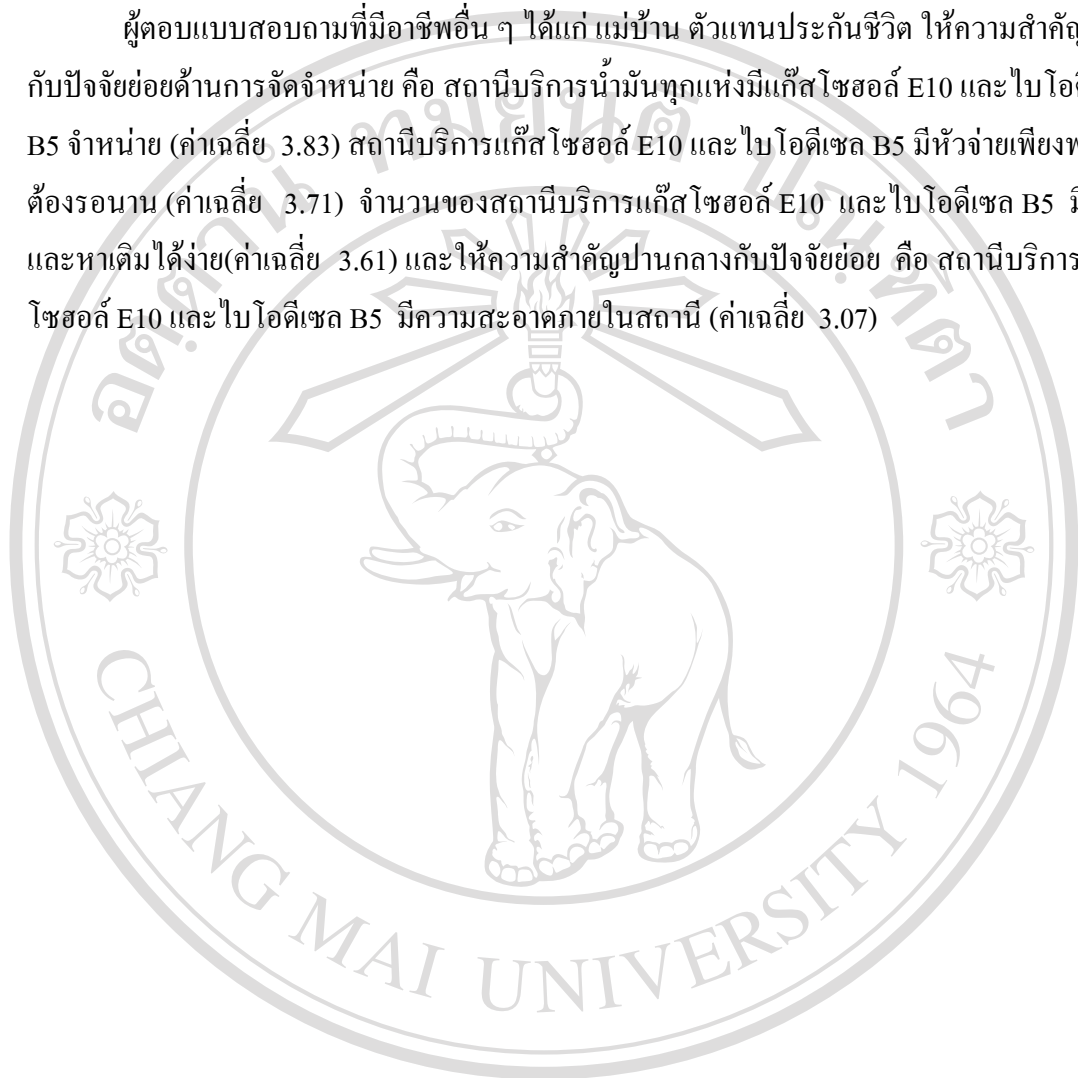 ผู้ตอบแบบสอบถามที่มีอาชีพอื่น ๆ ได้แก่ แม่บ้าน ตัวแทนประกันชีวิต ให้ความสำคัญ
กับปัจจัยย่อยด้านการจัดจำหน่าย คือ สถานีบริการน้ำมันทุกแห่งมีแก๊สโซฮอล์ E10 และไบโอดี
B5 จำหน่าย (ค่าเฉลี่ย 3.83) สถานีบริการแก๊สโซฮอล์ E10 และไบโอดีเซล B5 มีหัวจ่ายเพียงพ
ต้องรอนาน (ค่าเฉลี่ย 3.71) จำนวนของสถานีบริการแก๊สโซฮอล์ E10 และไบโอดีเซล B5 มี
และหาเติมได้ง่าย(ค่าเฉลี่ย 3.61) และให้ความสำคัญปานกลางกับปัจจัยย่อย คือ สถานีบริการ
โซฮอล์ E10 และไบโอดีเซล B5 มีความสะอาดภายในสถานี (ค่าเฉลี่ย 3.07)
อตฺตานํ ทมยนฺติ ปณฺฑิตา
CHIANG MAI UNIVERSITY 1964